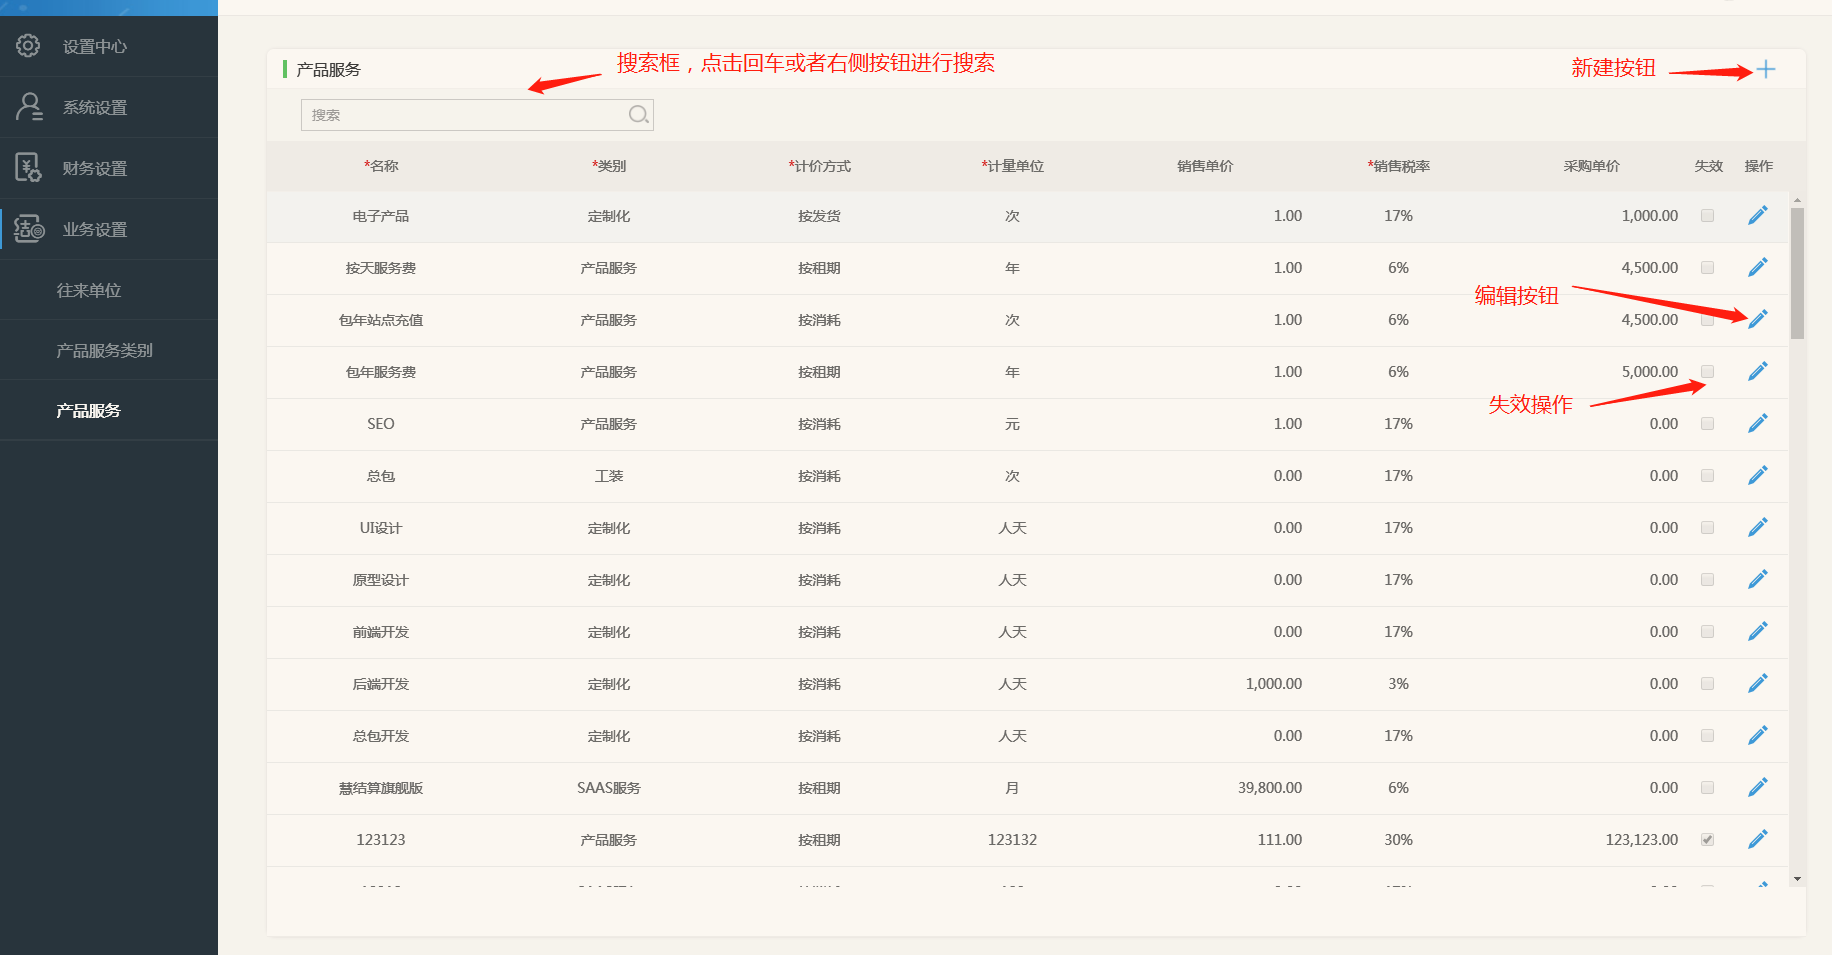 设置中心
系统设置
财务设置
业务设置
往来单位
产品服务类别
产品服务
产品服务
搜索框，点击回车或者右侧按钮进行搜索
新建按钮
搜索
*名称 *类别 *计价方式 *计量单位 销售单价 *销售税率 采购单价 失效 操作
电子产品 定制化 按发货 次 1.00 17% 1,000.00
按天服务费 产品服务 按租期 年 1.00 6% 4,500.00
编辑按钮
包年站点充值 产品服务 按消耗 次 1.00 6% 4,500.00
包年服务费 产品服务 按租期 年 1.00 6% 5,000.00
失效操作
SEO 产品服务 按消耗 元 1.00 17% 0.00
总包 工装 按消耗 次 0.00 17% 0.00
UI设计 定制化 按消耗 人天 0.00 17% 0.00
原型设计 定制化 按消耗 人天 0.00 17% 0.00
前端开发 定制化 按消耗 人天 0.00 17% 0.00
后端开发 定制化 按消耗 人天 1,000.00 3% 0.00
总包开发 定制化 按消耗 人天 0.00 17% 0.00
慧结算旗舰版 SAAS服务 按租期 月 39,800.00 6% 0.00
123123 产品服务 按租期 123132 111.00 30% 123,123.00